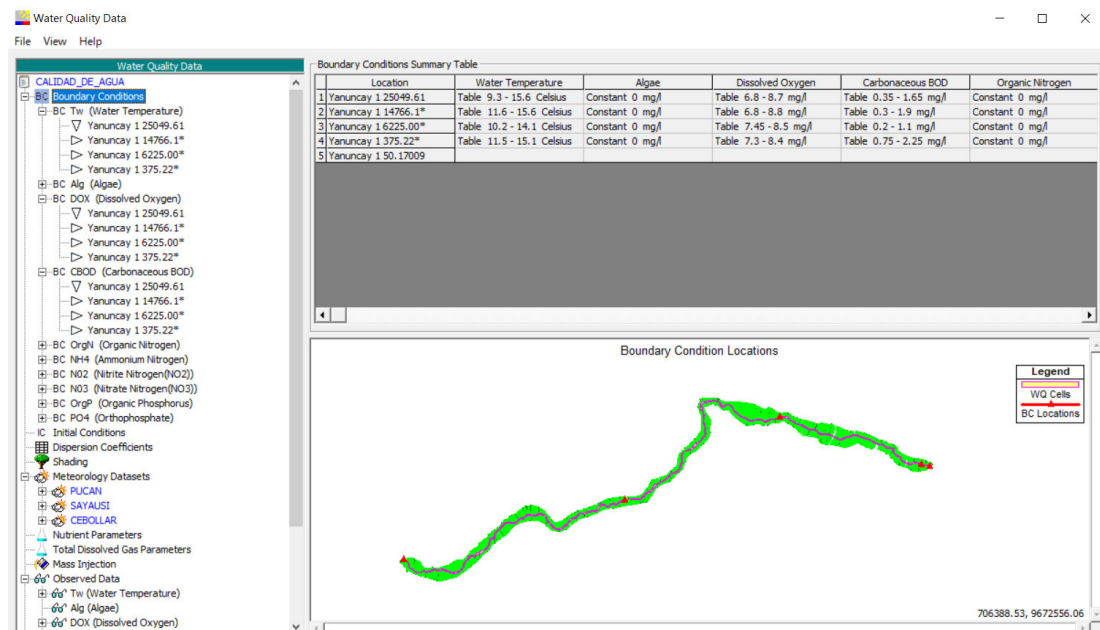 Water Quality Data
File View Help
Water Quality Data
CALIDAD_DE_AGUA
BC Boundary Conditions
BC Tw (Water Temperature)
Yanuncay 1 25049.61
Yanuncay 1 14766.1*
Yanuncay 1 6225.00*
Yanuncay 1 375.22*
BC Alg (Algae)
BC DOX (Dissolved Oxygen)
Yanuncay 1 25049.61
Yanuncay 1 14766.1*
Yanuncay 1 6225.00*
Yanuncay 1 375.22*
BC CBOD (Carbonaceous BOD)
Yanuncay 1 25049.61
Yanuncay 1 14766.1*
Yanuncay 1 6225.00*
Yanuncay 1 375.22*
BC OrgN (Organic Nitrogen)
BC NH4 (Ammonium Nitrogen)
BC N02 (Nitrite Nitrogen(NO2))
BC N03 (Nitrate Nitrogen(NO3))
BC OrgP (Organic Phosphorus)
BC PO4 (Orthophosphate)
IC Initial Conditions
Dispersion Coefficients
Shading
Meteorology Datasets
PUCAN
SAYAUSI
CEBOLLAR
Nutrient Parameters
Total Dissolved Gas Parameters
Mass Injection
Observed Data
Tw (Water Temperature)
Alg (Algae)
DOX (Dissolved Oxygen)
Boundary Conditions Summary Table
Location Water Temperature Algae Dissolved Oxygen Carbonaceous BOD Organic Nitrogen
1 Yanuncay 1 25049.61 Table 9.3 - 15.6 Celsius Constant 0 mg/l Table 6.8 - 8.7 mg/l Table 0.35 - 1.65 mg/l Constant 0 mg/l
2 Yanuncay 1 14766.1* Table 11.6 - 15.6 Celsius Constant 0 mg/l Table 6.8 - 8.8 mg/l Table 0.3 - 1.9 mg/l Constant 0 mg/l
3 Yanuncay 1 6225.00* Table 10.2 - 14.1 Celsius Constant 0 mg/l Table 7.45 - 8.5 mg/l Table 0.2 - 1.1 mg/l Constant 0 mg/l
4 Yanuncay 1 375.22* Table 11.5 - 15.1 Celsius Constant 0 mg/l Table 7.3 - 8.4 mg/l Table 0.75 - 2.25 mg/l Constant 0 mg/l
5 Yanuncay 1 50.17009
Boundary Condition Locations
Legend
WQ Cells
BC Locations
706388.53, 9672556.06